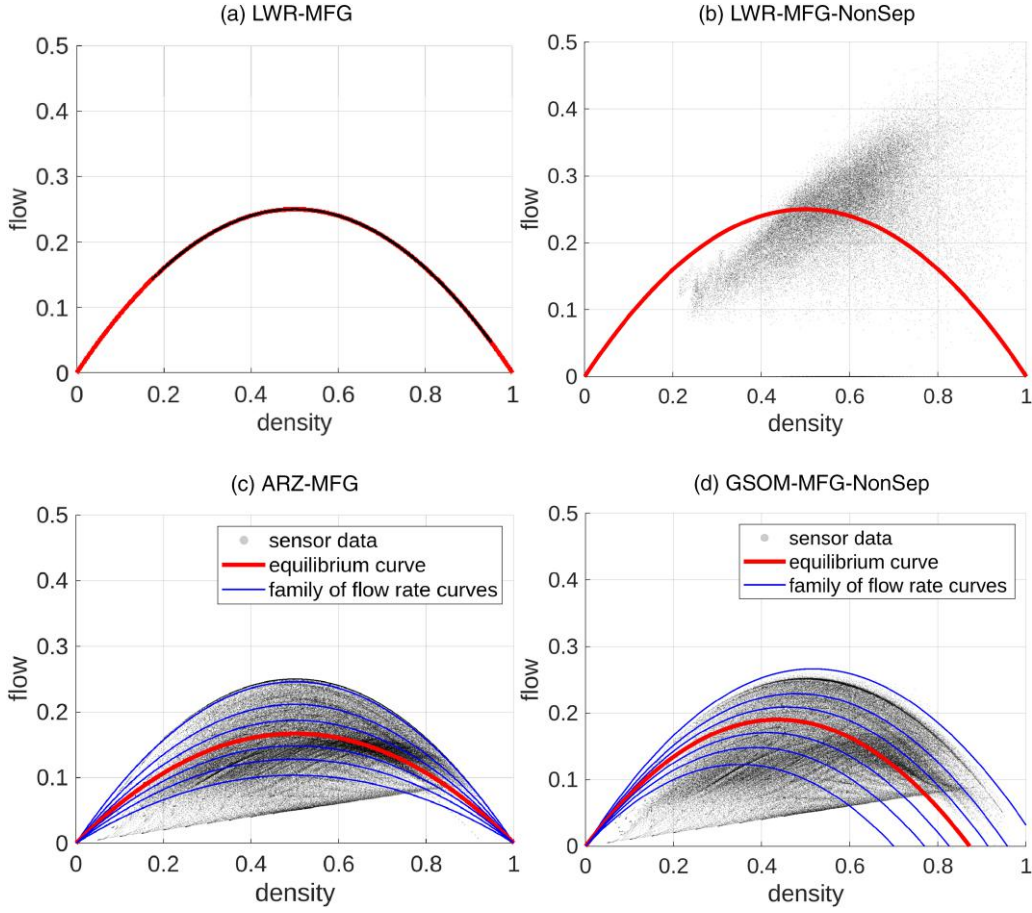 (a) LWR-MFG
0.5
0.4
0.3
0.2
0.1
0
flow
0 0.2 0.4 0.6 0.8 1
density
(b) LWR-MFG-NonSep
0.5
0.4
0.3
0.2
0.1
0
flow
0 0.2 0.4 0.6 0.8 1
density
(c) ARZ-MFG
0.5
0.4
0.3
0.2
0.1
0
flow
sensor data
equilibrium curve
family of flow rate curves
0 0.2 0.4 0.6 0.8 1
density
(d) GSOM-MFG-NonSep
0.5
0.4
0.3
0.2
0.1
0
flow
sensor data
equilibrium curve
family of flow rate curves
0 0.2 0.4 0.6 0.8 1
density